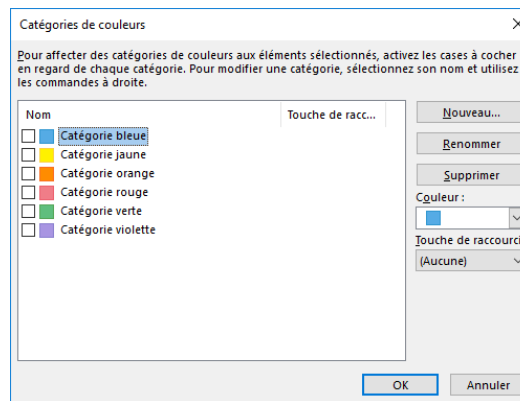 Catégories de couleurs
Pour affecter des catégories de couleurs aux éléments sélectionnés, activez les cases à cocher
en regard de chaque catégorie. Pour modifier une catégorie, sélectionnez son nom et utilisez
les commandes à droite.
Nom Touche de racc...
Catégorie bleue
Catégorie jaune
Catégorie orange
Catégorie rouge
Catégorie verte
Catégorie violette
Nouveau...
Renommer
Supprimer
Couleur :
Touche de raccourci
(Aucune)
OK Annuler